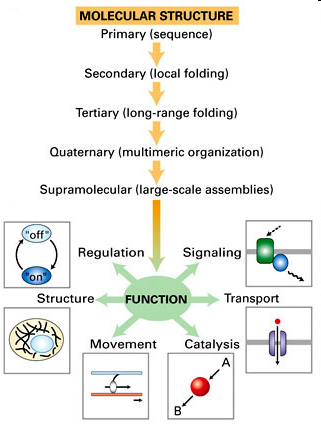 MOLECULAR STRUCTURE
Primary (sequence)
Secondary (local folding)
Tertiary (long-range folding)
Quaternary (multimeric organization)
Supramolecular (large-scale assemblies)
"off"
"on"
Regulation
Signaling
Structure
FUNCTION
Transport
Movement
Catalysis
A
B